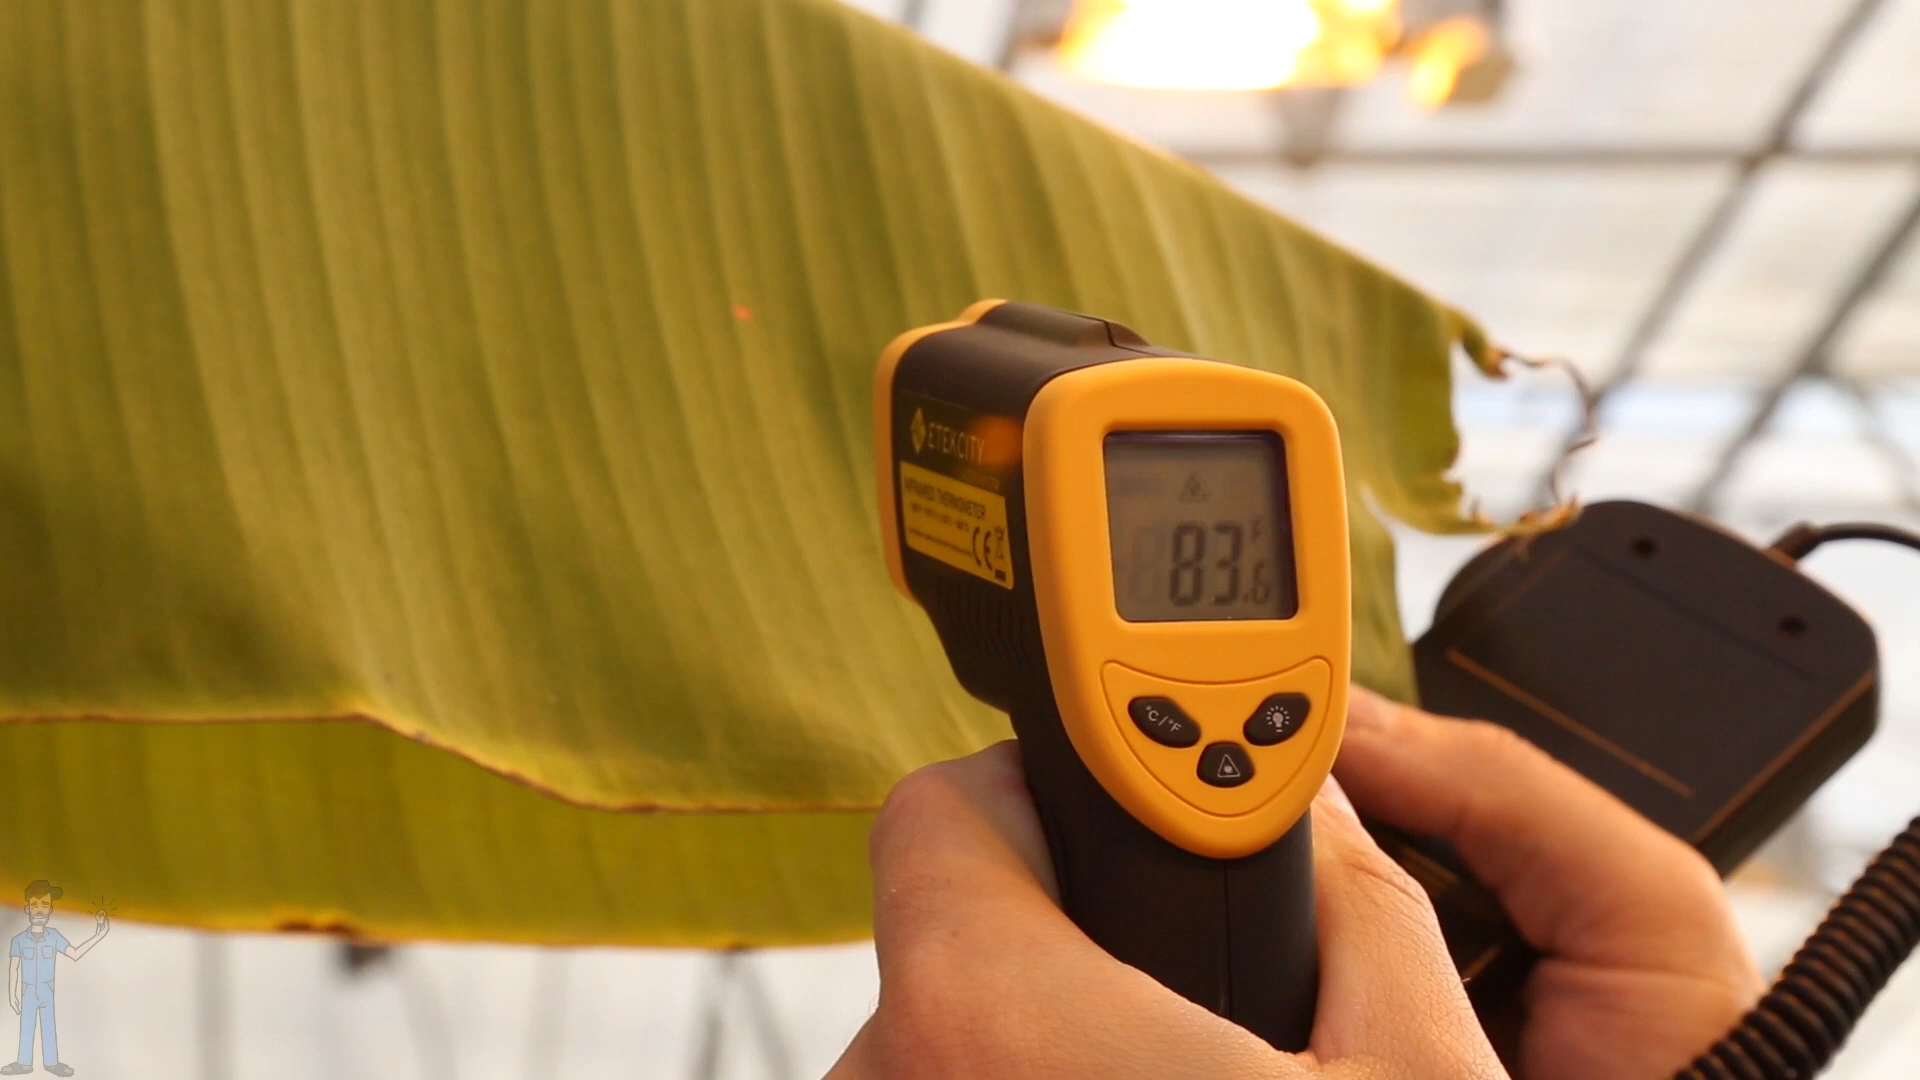 ETEKCITY
INFRARED THERMOMETER
CE
F
83.6
°C/°F